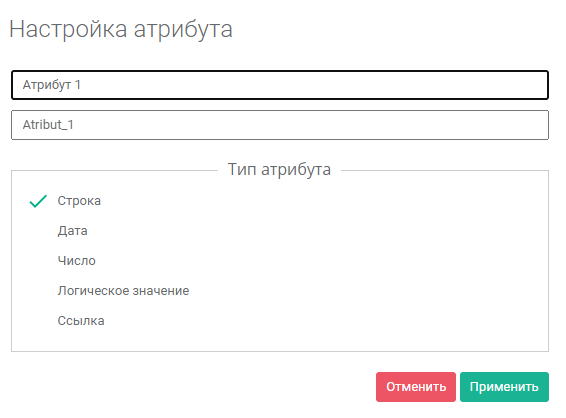 Настройка атрибута
Атрибут 1
Atribut_1
Тип атрибута
Строка
Дата
Число
Логическое значение
Ссылка
Отменить Применить